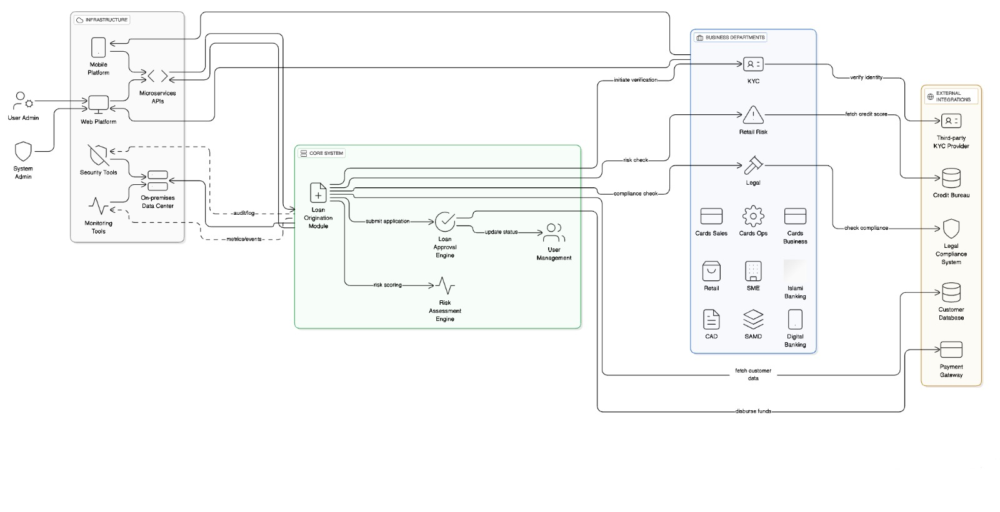 INFRASTRUCTURE
Mobile
Platform
Microservices
APIs
User Admin
Web Platform
System
Admin
Security Tools
On-premises
Data Center
Monitoring
Tools
audit/log
metrics/events
CORE SYSTEM
Loan
Origination
Module
submit application
Loan
Approval
Engine
update status
User
Management
risk scoring
Risk
Assessment
Engine
initiate verification
risk check
compliance check
BUSINESS DEPARTMENTS
KYC
Retail Risk
Legal
Cards Sales
Cards Ops
Cards
Business
Retail
SME
Islami
Banking
CAD
SAMD
Digital
Banking
verify identity
fetch credit score
check compliance
fetch customer
data
disburse funds
EXTERNAL
INTEGRATIONS
Third-party
KYC Provider
Credit Bureau
Legal
Compliance
System
Customer
Database
Payment
Gateway